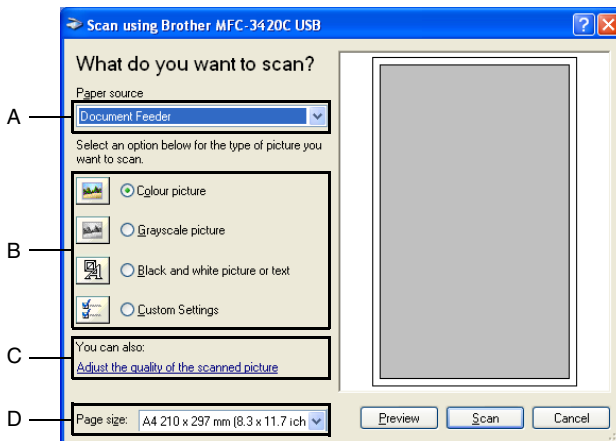 Scan using Brother MFC-3420C USB
What do you want to scan?
Paper source
A
Document Feeder
Select an option below for the type of picture you
want to scan.
Colour picture
Grayscale picture
B
Black and white picture or text
Custom Settings
You can also:
C
Adjust the quality of the scanned picture
D
Page size: A4 210 x 297 mm (8.3 x 11.7 ich
Preview Scan Cancel